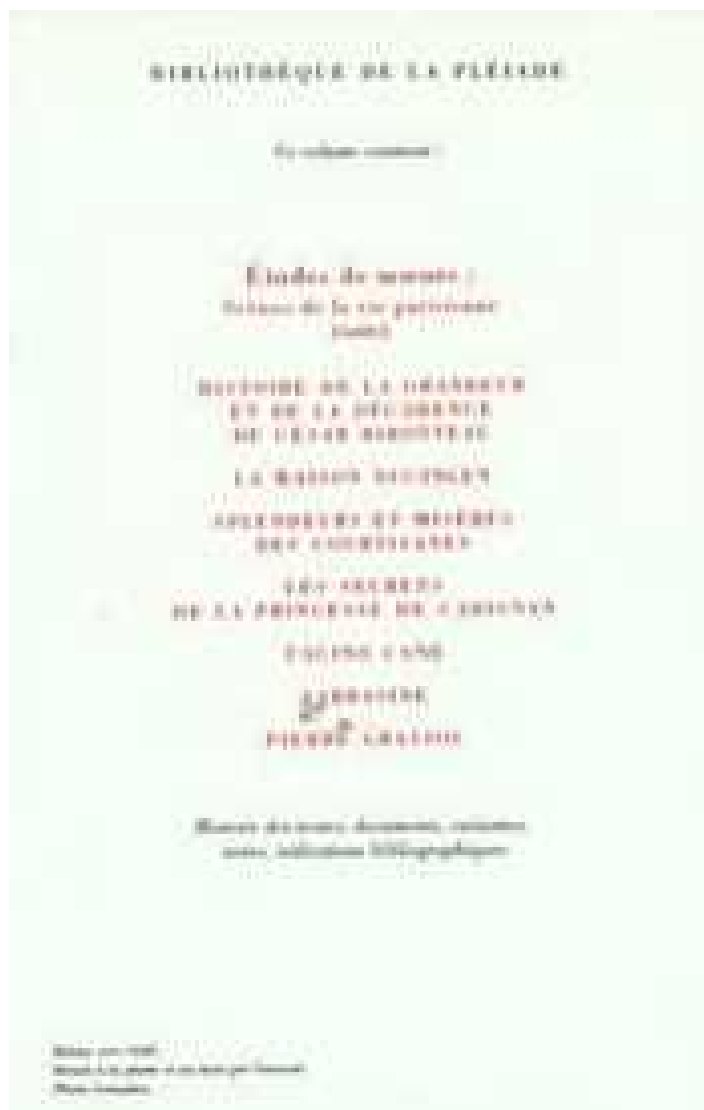 BIBLIOTHÈQUE DE LA PLÉIADE
Ce volume contient :
Études de mœurs :
Scènes de la vie parisienne
(suite)
HISTOIRE DE LA GRANDEUR
ET DE LA DÉCADENCE
DE CÉSAR BIROTTEAU
LA MAISON NUCINGEN
SPLENDEURS ET MISÈRES
DES COURTISANES
LES SECRETS
DE LA PRINCESSE DE CADIGNAN
FACINO CANE
SARRASINE
PIERRE GRASSOU
Histoire des textes, documents, variantes,
notes, indications bibliographiques